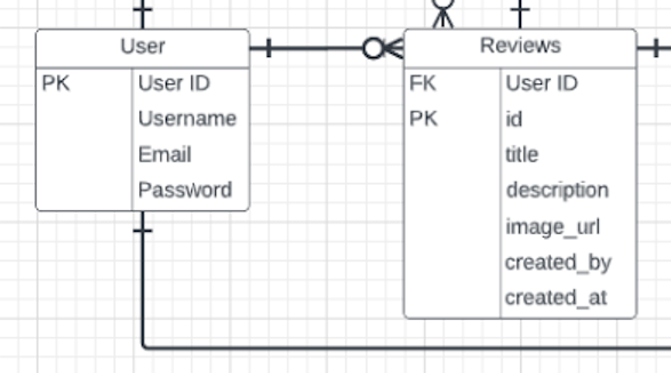 User
PK User ID
Username
Email
Password
Reviews
FK User ID
PK id
title
description
image_url
created_by
created_at